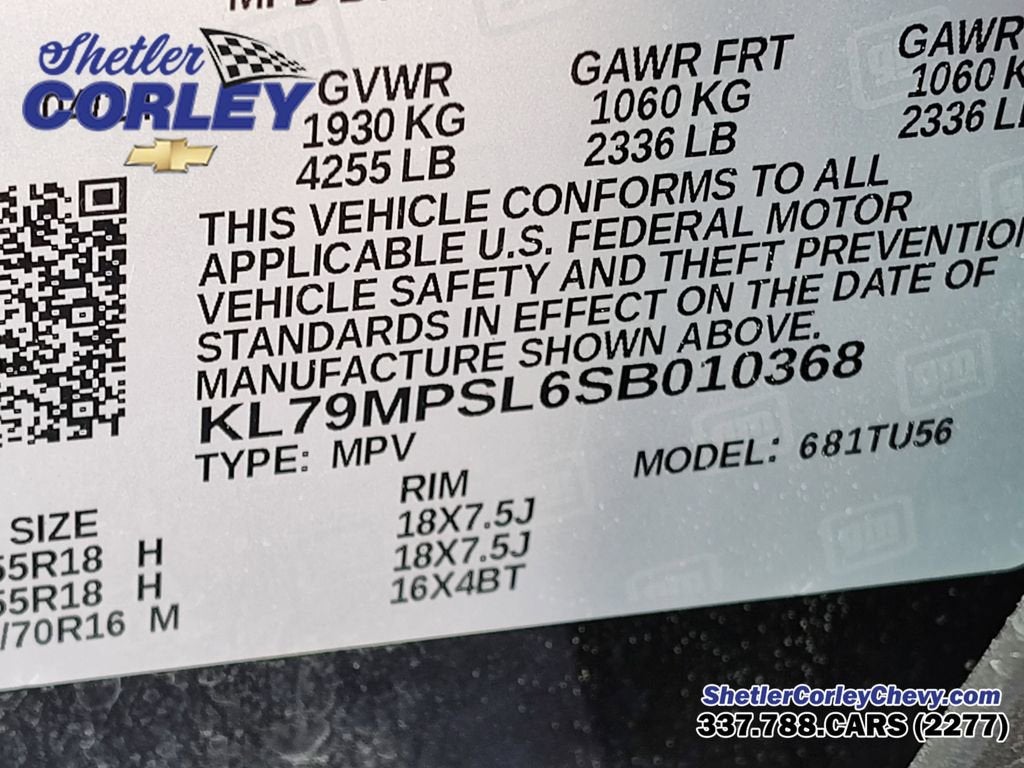 Shetler
CORLEY
GVWR
1930 KG
4255 LB
GAWR FRT
1060 KG
2336 LB
GAWR
1060 K
2336 L
THIS VEHICLE CONFORMS TO ALL
APPLICABLE U.S. FEDERAL MOTOR
VEHICLE SAFETY AND THEFT PREVENTIO
STANDARDS IN EFFECT ON THE DATE OF
MANUFACTURE SHOWN ABOVE.
KL79MPSL6SB010368
TYPE: MPV
MODEL: 681TU56
SIZE
RIM
55R18 H
18X7.5J
55R18 H
18X7.5J
/70R16 M
16X4BT
ShetlerCorleyChevy.com
337.788.CARS (2277)